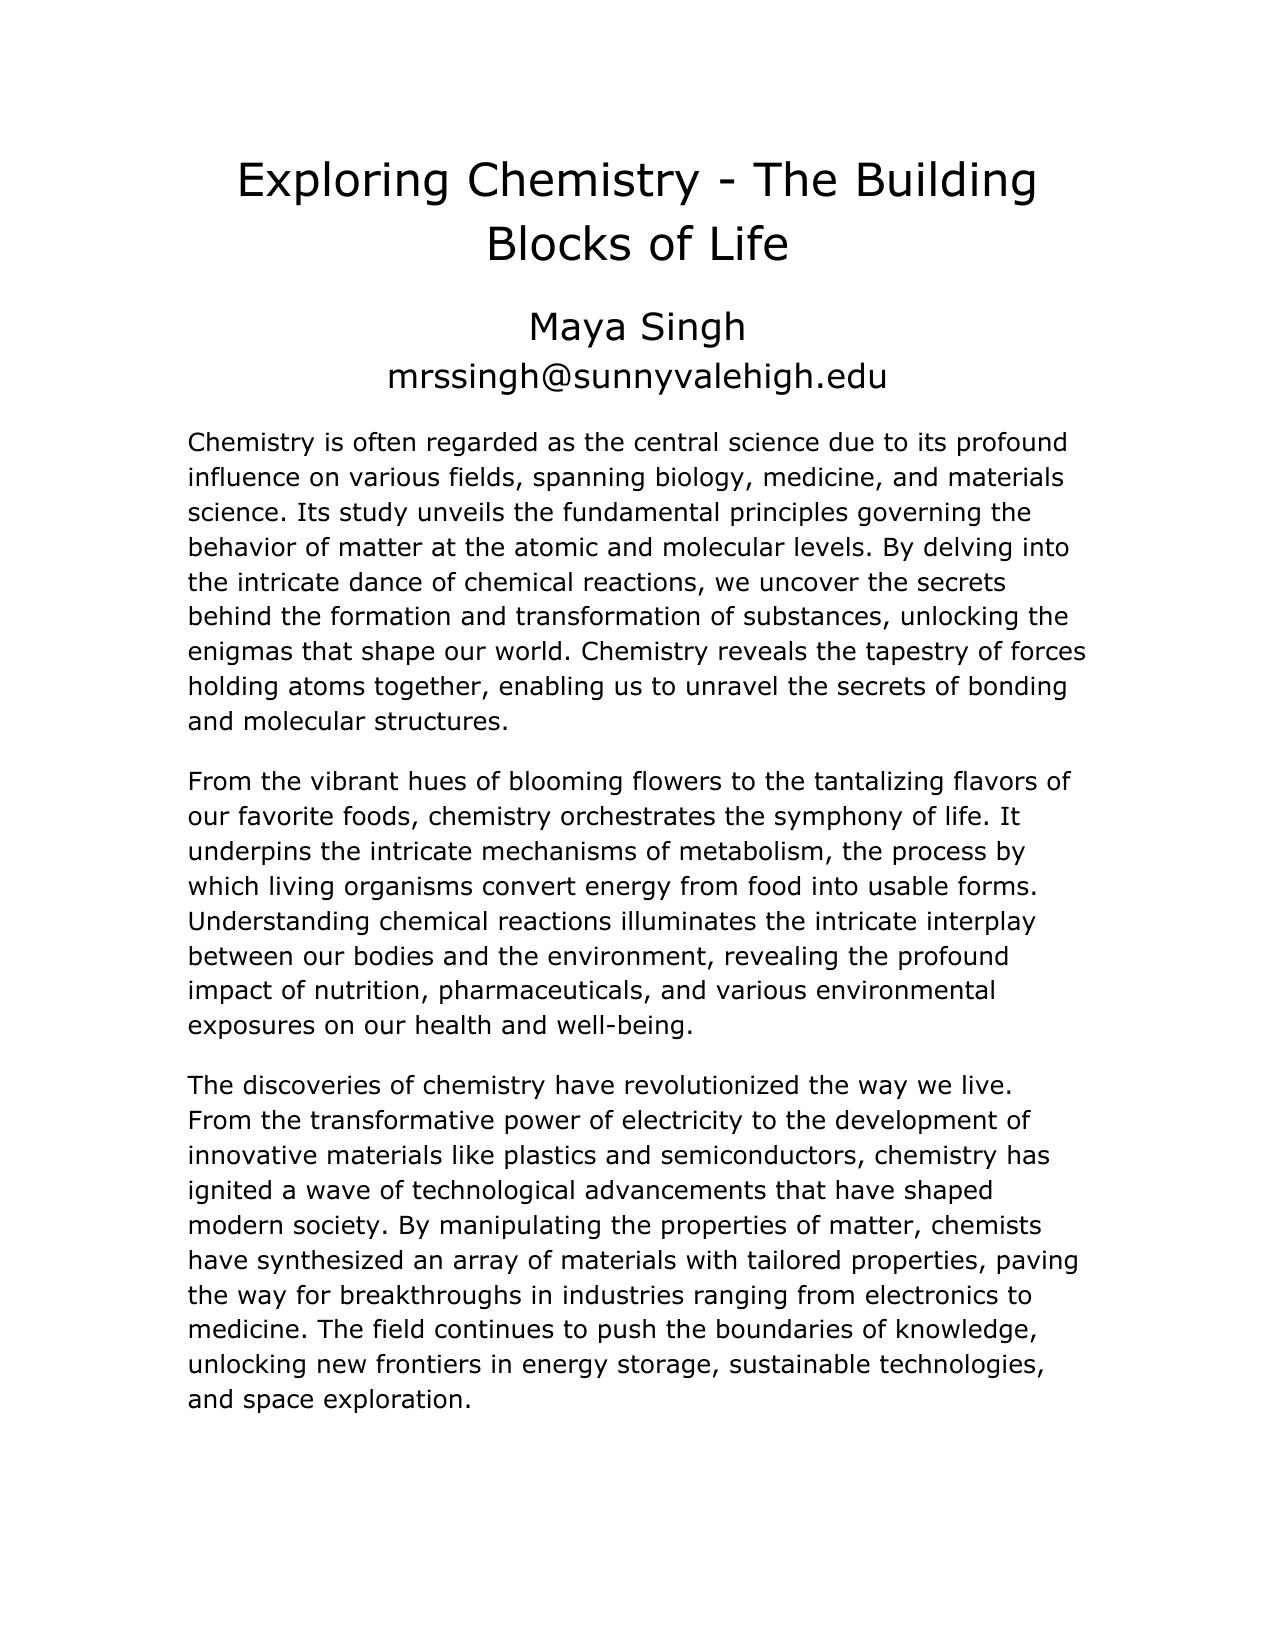 Exploring Chemistry - The Building
Blocks of Life
Maya Singh
mrssingh@sunnyvalehigh.edu
Chemistry is often regarded as the central science due to its profound
influence on various fields, spanning biology, medicine, and materials
science. Its study unveils the fundamental principles governing the
behavior of matter at the atomic and molecular levels. By delving into
the intricate dance of chemical reactions, we uncover the secrets
behind the formation and transformation of substances, unlocking the
enigmas that shape our world. Chemistry reveals the tapestry of forces
holding atoms together, enabling us to unravel the secrets of bonding
and molecular structures.
From the vibrant hues of blooming flowers to the tantalizing flavors of
our favorite foods, chemistry orchestrates the symphony of life. It
underpins the intricate mechanisms of metabolism, the process by
which living organisms convert energy from food into usable forms.
Understanding chemical reactions illuminates the intricate interplay
between our bodies and the environment, revealing the profound
impact of nutrition, pharmaceuticals, and various environmental
exposures on our health and well-being.
The discoveries of chemistry have revolutionized the way we live.
From the transformative power of electricity to the development of
innovative materials like plastics and semiconductors, chemistry has
ignited a wave of technological advancements that have shaped
modern society. By manipulating the properties of matter, chemists
have synthesized an array of materials with tailored properties, paving
the way for breakthroughs in industries ranging from electronics to
medicine. The field continues to push the boundaries of knowledge,
unlocking new frontiers in energy storage, sustainable technologies,
and space exploration.